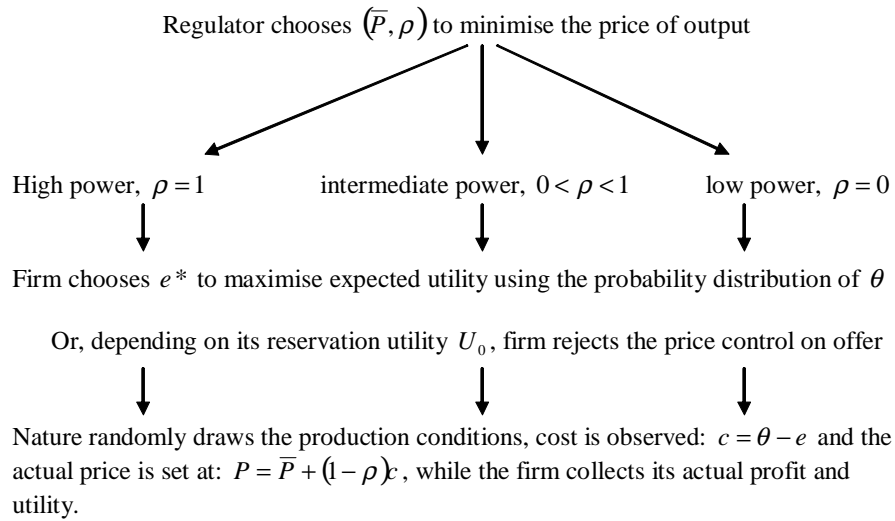 Regulator chooses (P̅, ρ) to minimise the price of output
High power, ρ = 1 intermediate power, 0 < ρ < 1 low power, ρ = 0
Firm chooses e* to maximise expected utility using the probability distribution of θ
Or, depending on its reservation utility U₀, firm rejects the price control on offer
Nature randomly draws the production conditions, cost is observed: c = θ − e and the
actual price is set at: P = P̅ + (1 − ρ)c, while the firm collects its actual profit and
utility.